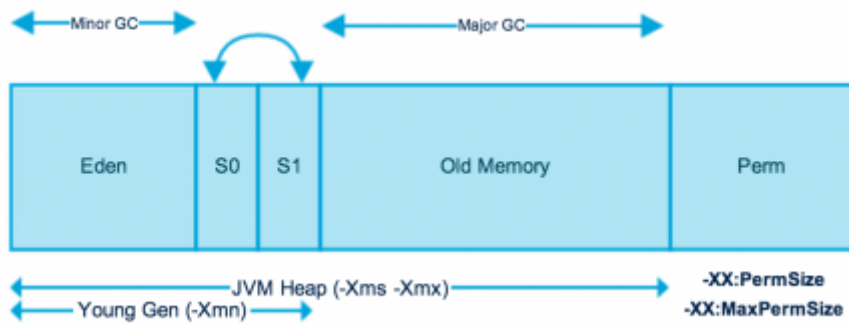 Minor GC
Major GC
Eden
S0
S1
Old Memory
Perm
JVM Heap (-Xms -Xmx)
-XX:PermSize
Young Gen (-Xmn)
-XX:MaxPermSize